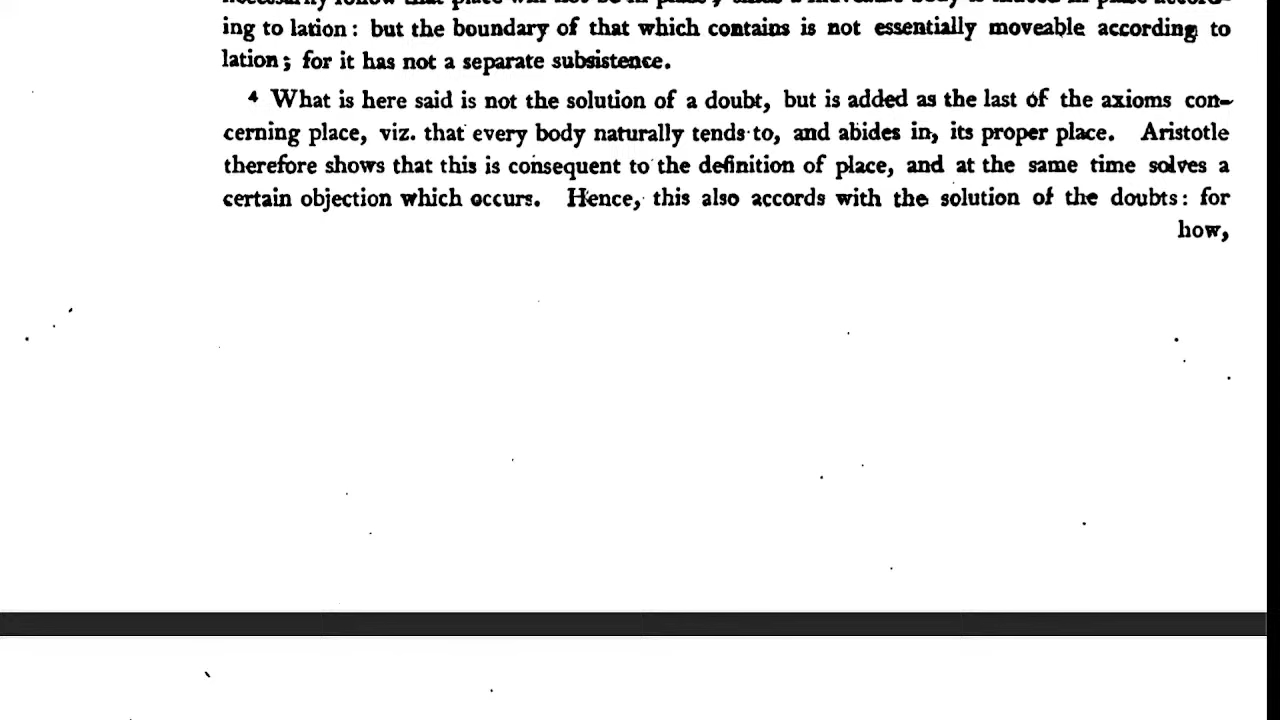 ing to lation: but the boundary of that which contains is not essentially moveable according to
lation; for it has not a separate subsistence.
4 What is here said is not the solution of a doubt, but is added as the last of the axioms con-
cerning place, viz. that every body naturally tends to, and abides in, its proper place. Aristotle
therefore shows that this is consequent to the definition of place, and at the same time solves a
certain objection which occurs. Hence, this also accords with the solution of the doubts: for
how,